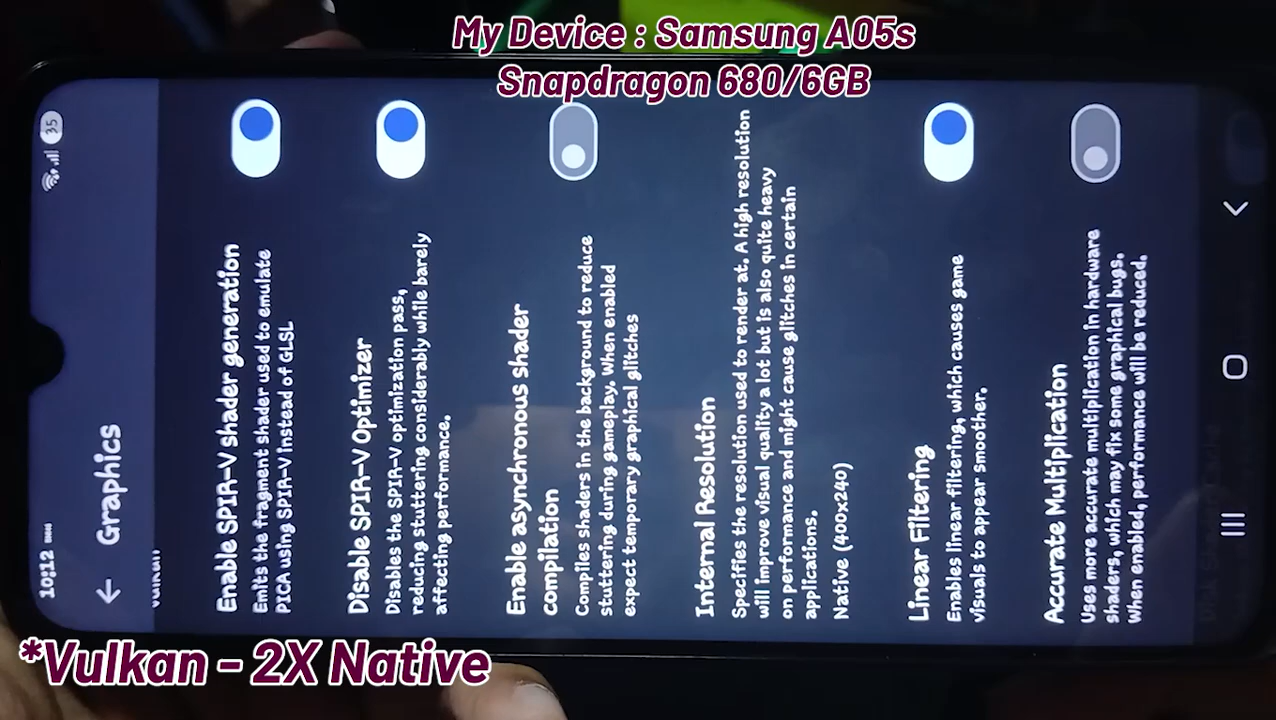 My Device : Samsung A05s
Snapdragon 680/6GB
10:12
35
Graphics
Vulkan
Enable SPIR-V shader generation
Emits the fragment shader used to emulate
PICA using SPIR-V instead of GLSL
Disable SPIR-V Optimizer
Disables the SPIR-V optimization pass,
reducing stuttering considerably while barely
affecting performance.
Enable asynchronous shader
compilation
Compiles shaders in the background to reduce
stuttering during gameplay. When enabled
expect temporary graphical glitches
Internal Resolution
Specifies the resolution used to render at. A high resolution
will improve visual quality a lot but is also quite heavy
on performance and might cause glitches in certain
applications.
Native (400x240)
Linear Filtering
Enables linear filtering, which causes game
visuals to appear smoother.
Accurate Multiplication
Uses more accurate multiplication in hardware
shaders, which may fix some graphical bugs.
When enabled, performance will be reduced.
*Vulkan - 2X Native